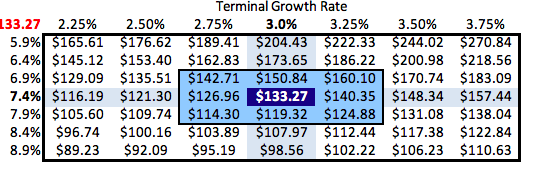 Terminal Growth Rate
133.27 2.25% 2.50% 2.75% 3.0% 3.25% 3.50% 3.75%
5.9% $165.61 $176.62 $189.41 $204.43 $222.33 $244.02 $270.84
6.4% $145.12 $153.40 $162.83 $173.65 $186.22 $200.98 $218.56
6.9% $129.09 $135.51 $142.71 $150.84 $160.10 $170.74 $183.09
7.4% $116.19 $121.30 $126.96 $133.27 $140.35 $148.34 $157.44
7.9% $105.60 $109.74 $114.30 $119.32 $124.88 $131.08 $138.04
8.4% $96.74 $100.16 $103.89 $107.97 $112.44 $117.38 $122.84
8.9% $89.23 $92.09 $95.19 $98.56 $102.22 $106.23 $110.63